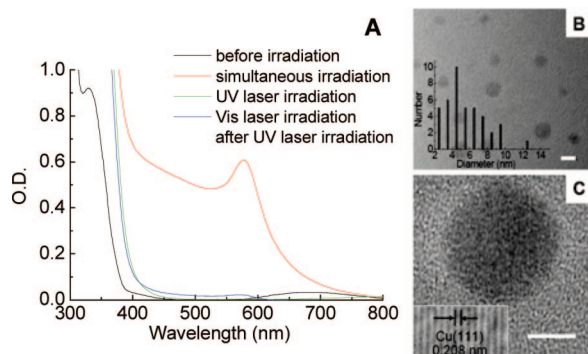 A
before irradiation
simultaneous irradiation
UV laser irradiation
Vis laser irradiation
after UV laser irradiation
1.0
0.8
0.6
0.4
0.2
0.0
O.D.
300 400 500 600 700 800
Wavelength (nm)
B
10
8
6
4
2
0
Number
2 4 6 8 10 12 14
Diameter (nm)
C
Cu(111)
0.208 nm